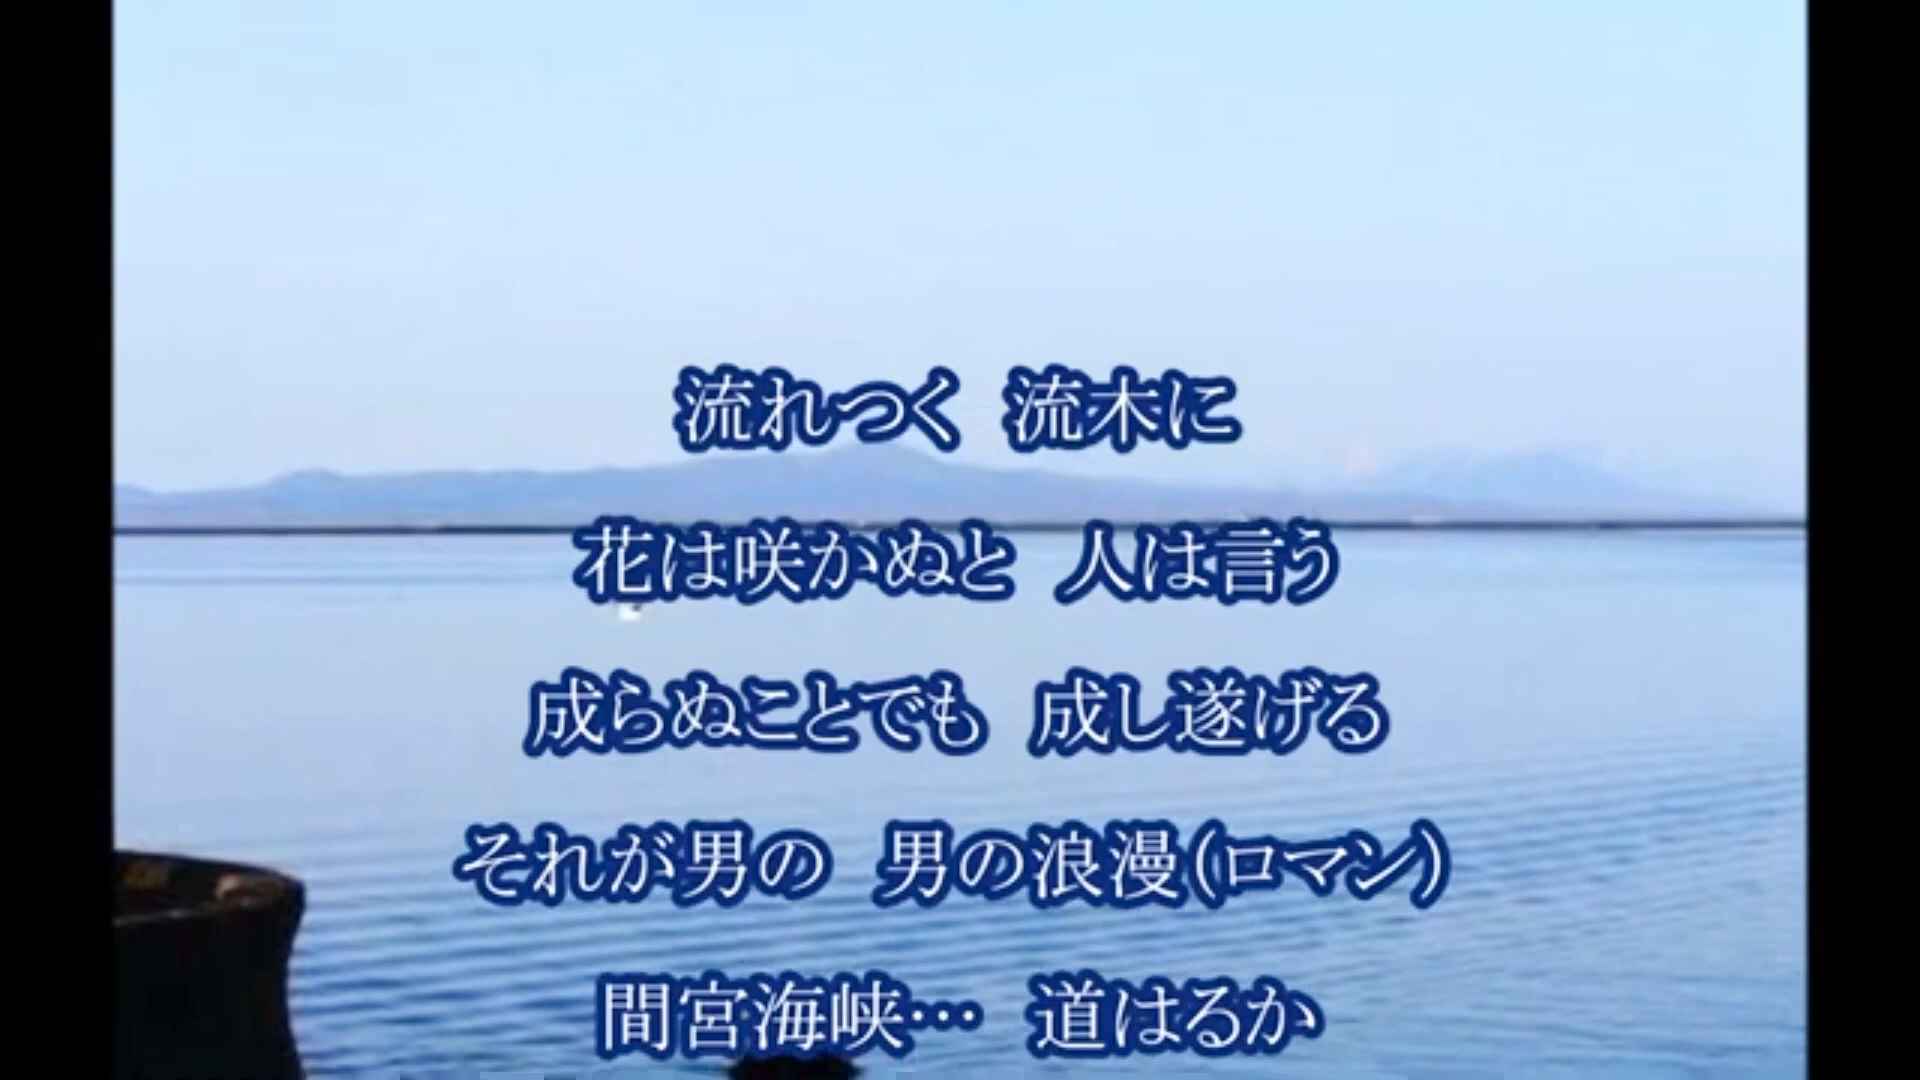 流れつく　流木に
花は咲かぬと　人は言う
成らぬことでも　成し遂げる
それが男の　男の浪漫（ロマン）
間宮海峡…　道はるか